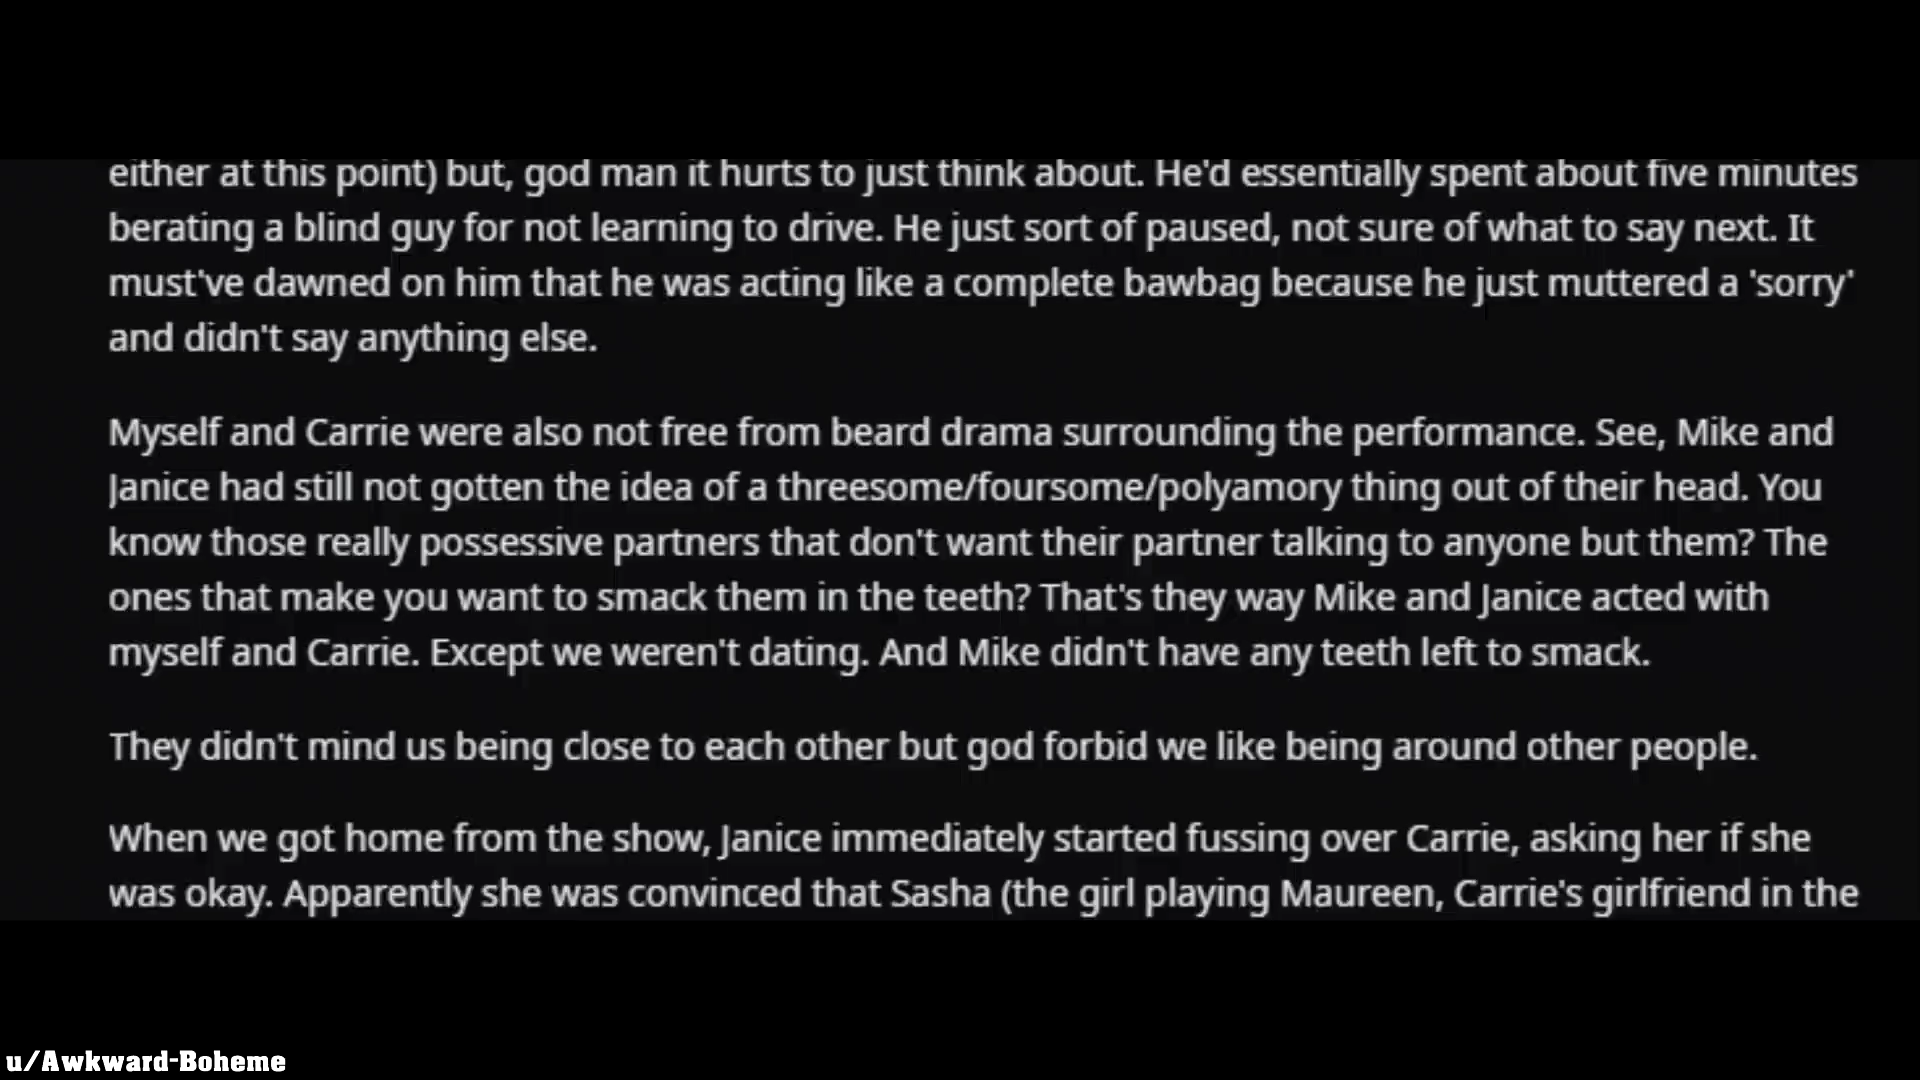 either at this point) but, god man it hurts to just think about. He'd essentially spent about five minutes
berating a blind guy for not learning to drive. He just sort of paused, not sure of what to say next. It
must've dawned on him that he was acting like a complete bawbag because he just muttered a 'sorry'
and didn't say anything else.
Myself and Carrie were also not free from beard drama surrounding the performance. See, Mike and
Janice had still not gotten the idea of a threesome/foursome/polyamory thing out of their head. You
know those really possessive partners that don't want their partner talking to anyone but them? The
ones that make you want to smack them in the teeth? That's they way Mike and Janice acted with
myself and Carrie. Except we weren't dating. And Mike didn't have any teeth left to smack.
They didn't mind us being close to each other but god forbid we like being around other people.
When we got home from the show, Janice immediately started fussing over Carrie, asking her if she
was okay. Apparently she was convinced that Sasha (the girl playing Maureen, Carrie's girlfriend in the
u/Awkward-Boheme